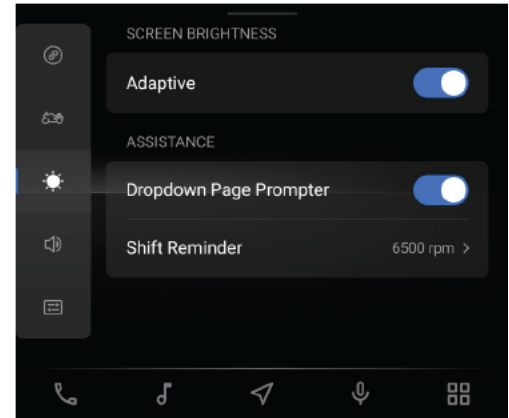 SCREEN BRIGHTNESS
Adaptive
ASSISTANCE
Dropdown Page Prompter
Shift Reminder
6500 rpm >